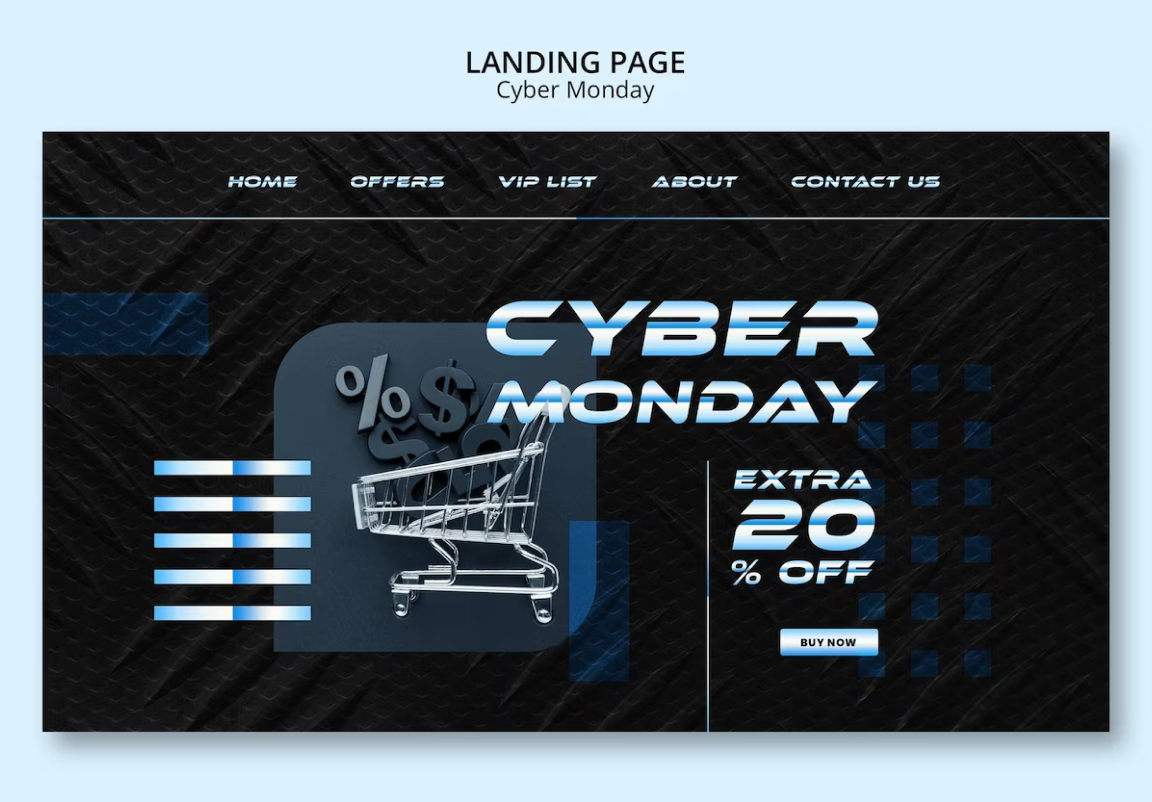 LANDING PAGE
Cyber Monday
HOME OFFERS VIP LIST ABOUT CONTACT US
CYBER
MONDAY
% $
EXTRA
20
% OFF
BUY NOW